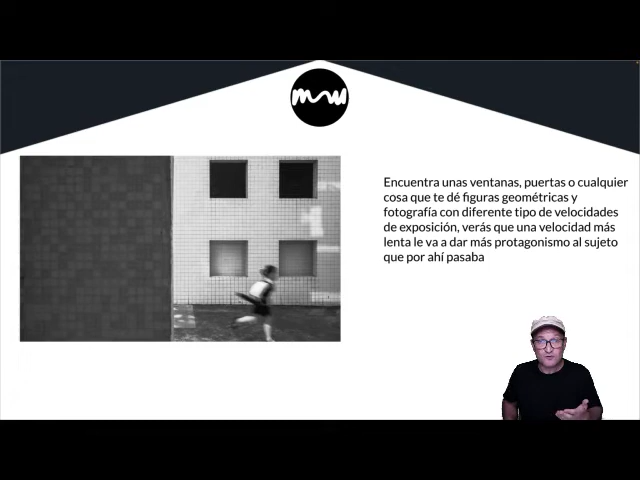 Encuentra unas ventanas, puertas o cualquier
cosa que te dé figuras geométricas y
fotografía con diferente tipo de velocidades
de exposición, verás que una velocidad más
lenta le va a dar más protagonismo al sujeto
que por ahí pasaba